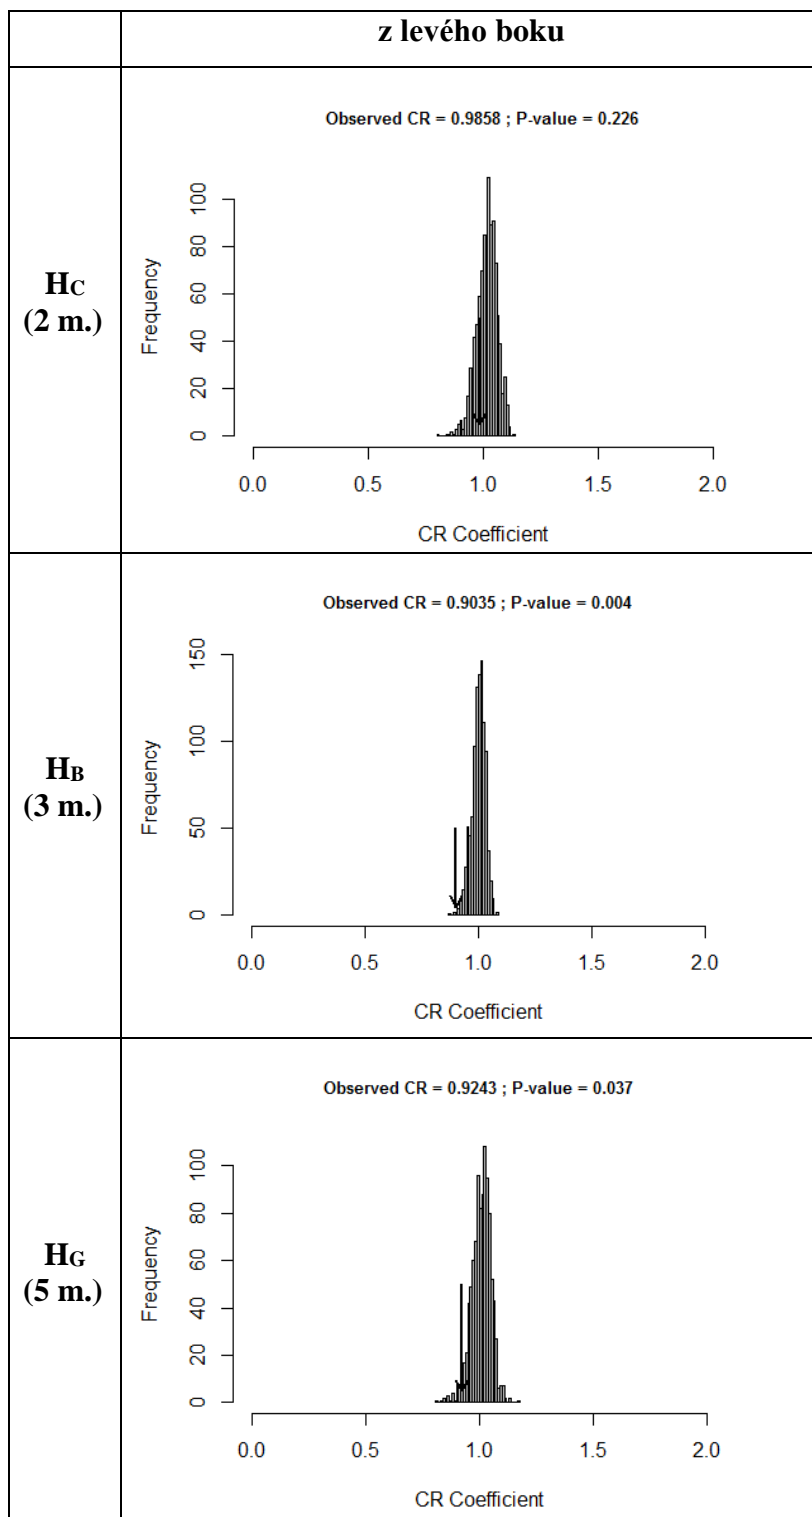 z levého boku
HC
(2 m.)
Observed CR = 0.9858 ; P-value = 0.226
Frequency
100
80
60
40
20
0
0.0 0.5 1.0 1.5 2.0
CR Coefficient
HB
(3 m.)
Observed CR = 0.9035 ; P-value = 0.004
Frequency
150
100
50
0
0.0 0.5 1.0 1.5 2.0
CR Coefficient
HG
(5 m.)
Observed CR = 0.9243 ; P-value = 0.037
Frequency
100
80
60
40
20
0
0.0 0.5 1.0 1.5 2.0
CR Coefficient